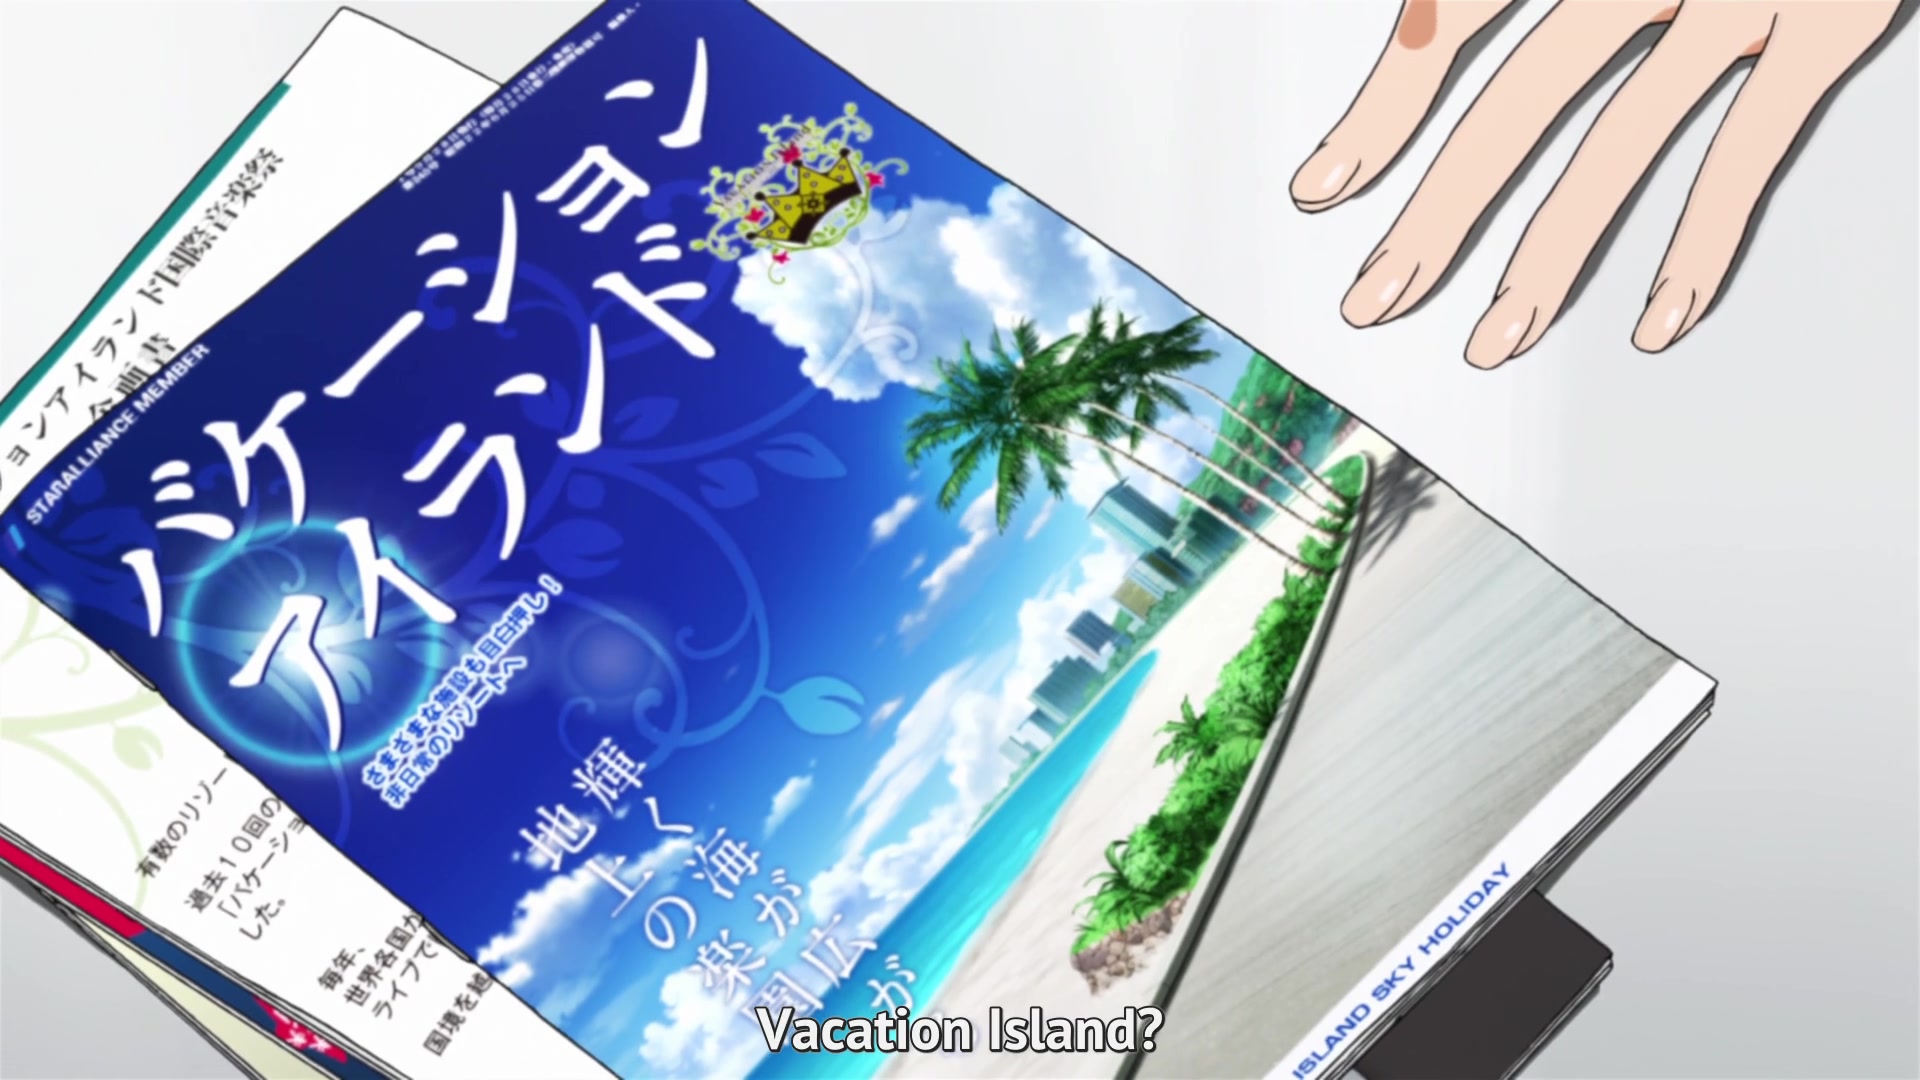 バケーション
アイランド
さまざまな施設も目白押し!
非日常のリゾートへ
輝く海が広が
地上の楽園
STARALLIANCE MEMBER
ISLAND SKY HOLIDAY
ョンアイランド国際音楽祭
企画書
有数のリゾー
過去10回の
「バケーショ
した。
毎年、
世界各国か
ライブで
国境を越
Vacation Island?